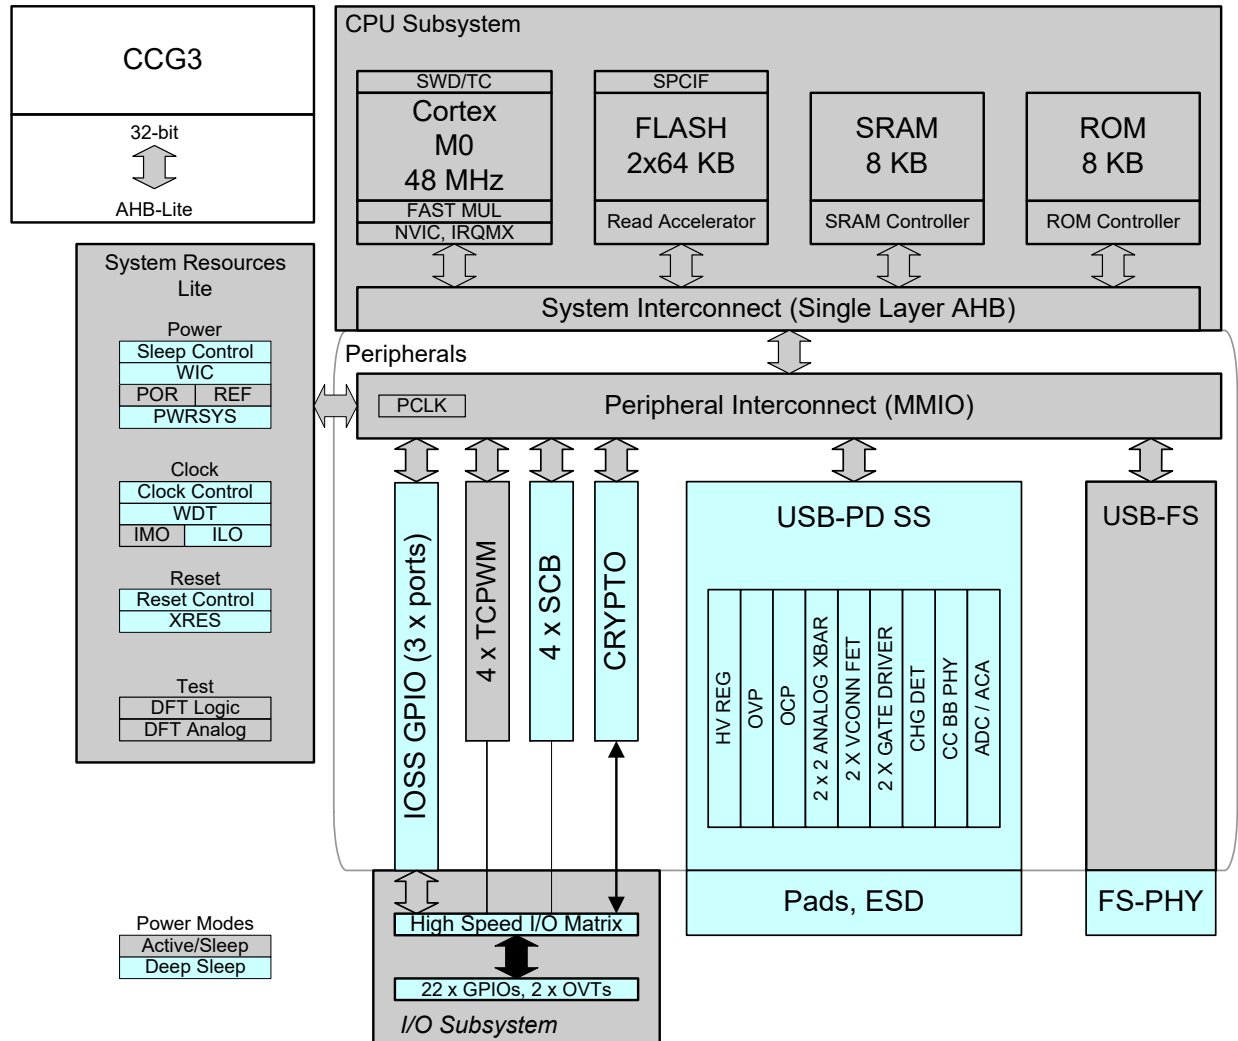 CCG3
32-bit
AHB-Lite
CPU Subsystem
SWD/TC
Cortex
M0
48 MHz
FAST MUL
NVIC, IRQMX
SPCIF
FLASH
2x64 KB
Read Accelerator
SRAM
8 KB
SRAM Controller
ROM
8 KB
ROM Controller
System Interconnect (Single Layer AHB)
System Resources
Lite
Power
Sleep Control
WIC
POR REF
PWRSYS
Clock
Clock Control
WDT
IMO ILO
Reset
Reset Control
XRES
Test
DFT Logic
DFT Analog
Peripherals
PCLK
Peripheral Interconnect (MMIO)
IOSS GPIO (3 x ports)
4 x TCPWM
4 x SCB
CRYPTO
USB-PD SS
HV REG
OVP
OCP
2 x 2 ANALOG XBAR
2 X VCONN FET
2 X GATE DRIVER
CHG DET
CC BB PHY
ADC / ACA
Pads, ESD
USB-FS
FS-PHY
High Speed I/O Matrix
22 x GPIOs, 2 x OVTs
I/O Subsystem
Power Modes
Active/Sleep
Deep Sleep